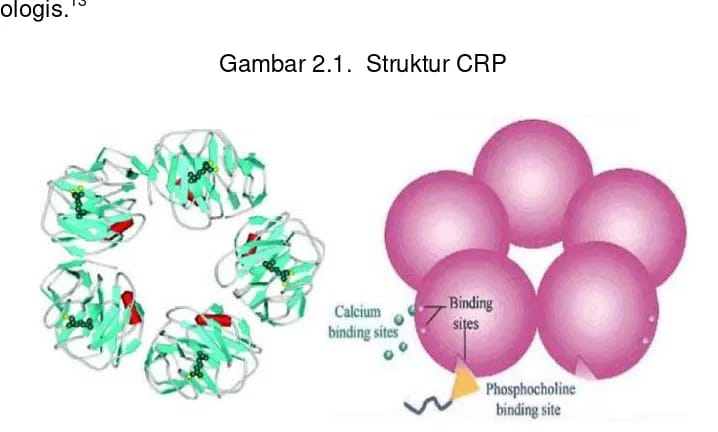 ologis.13
Gambar 2.1. Struktur CRP
Calcium
binding sites
Binding
sites
Phosphocholine
binding site